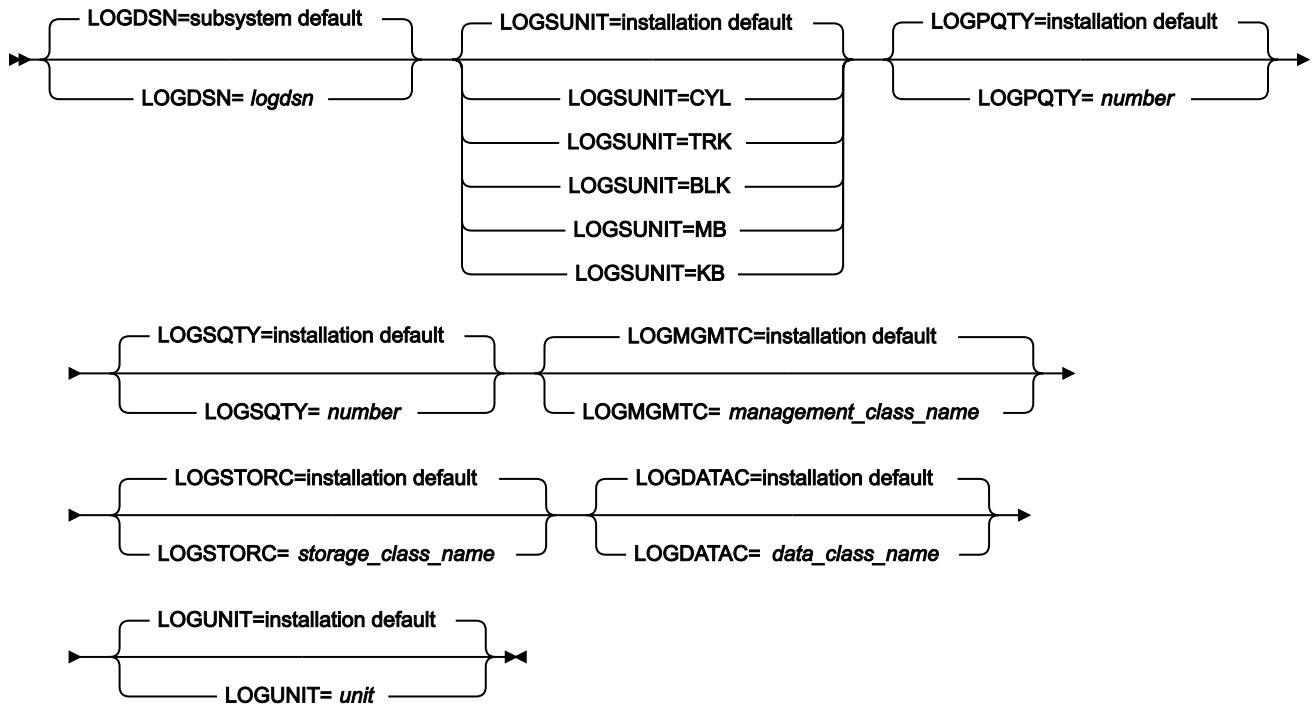 LOGDSN=subsystem default
LOGDSN= logdsn
LOGSUNIT=installation default
LOGSUNIT=CYL
LOGSUNIT=TRK
LOGSUNIT=BLK
LOGSUNIT=MB
LOGSUNIT=KB
LOGPQTY=installation default
LOGPQTY= number
LOGSQTY=installation default
LOGSQTY= number
LOGMGMTC=installation default
LOGMGMTC= management_class_name
LOGSTORC=installation default
LOGSTORC= storage_class_name
LOGDATAC=installation default
LOGDATAC= data_class_name
LOGUNIT=installation default
LOGUNIT= unit